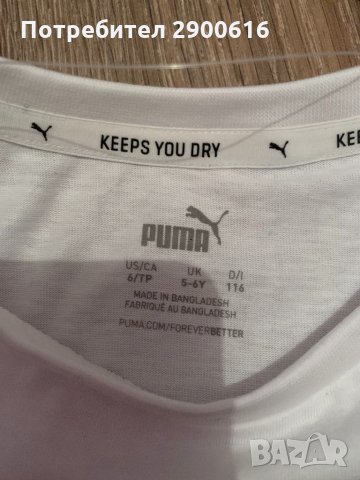 Потребител 2900616
KEEPS YOU DRY
KEE
PUMA
US/CA UK D/I
6/TP 5-6Y 116
MADE IN BANGLADESH
FABRIQUÉ AU BANGLADESH
PUMA.COM/FOREVERBETTER
BAZAR